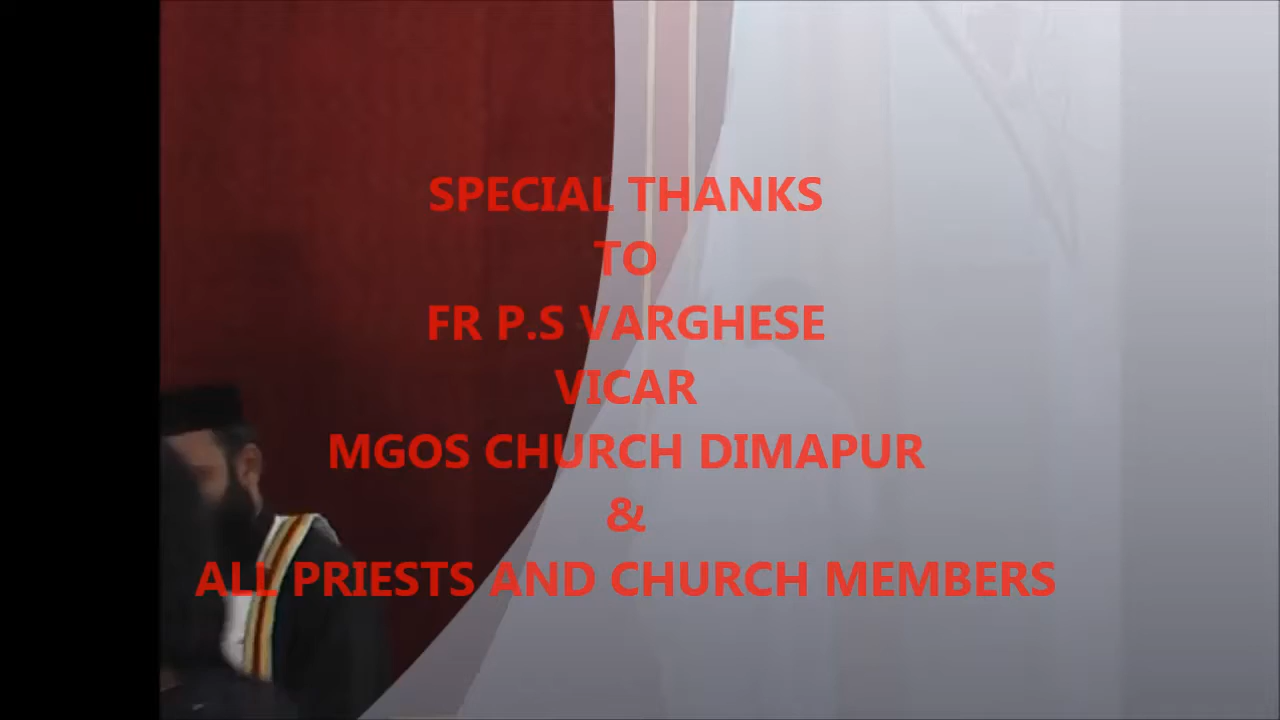 SPECIAL THANKS
TO
FR P.S VARGHESE
VICAR
MGOS CHURCH DIMAPUR
&
ALL PRIESTS AND CHURCH MEMBERS